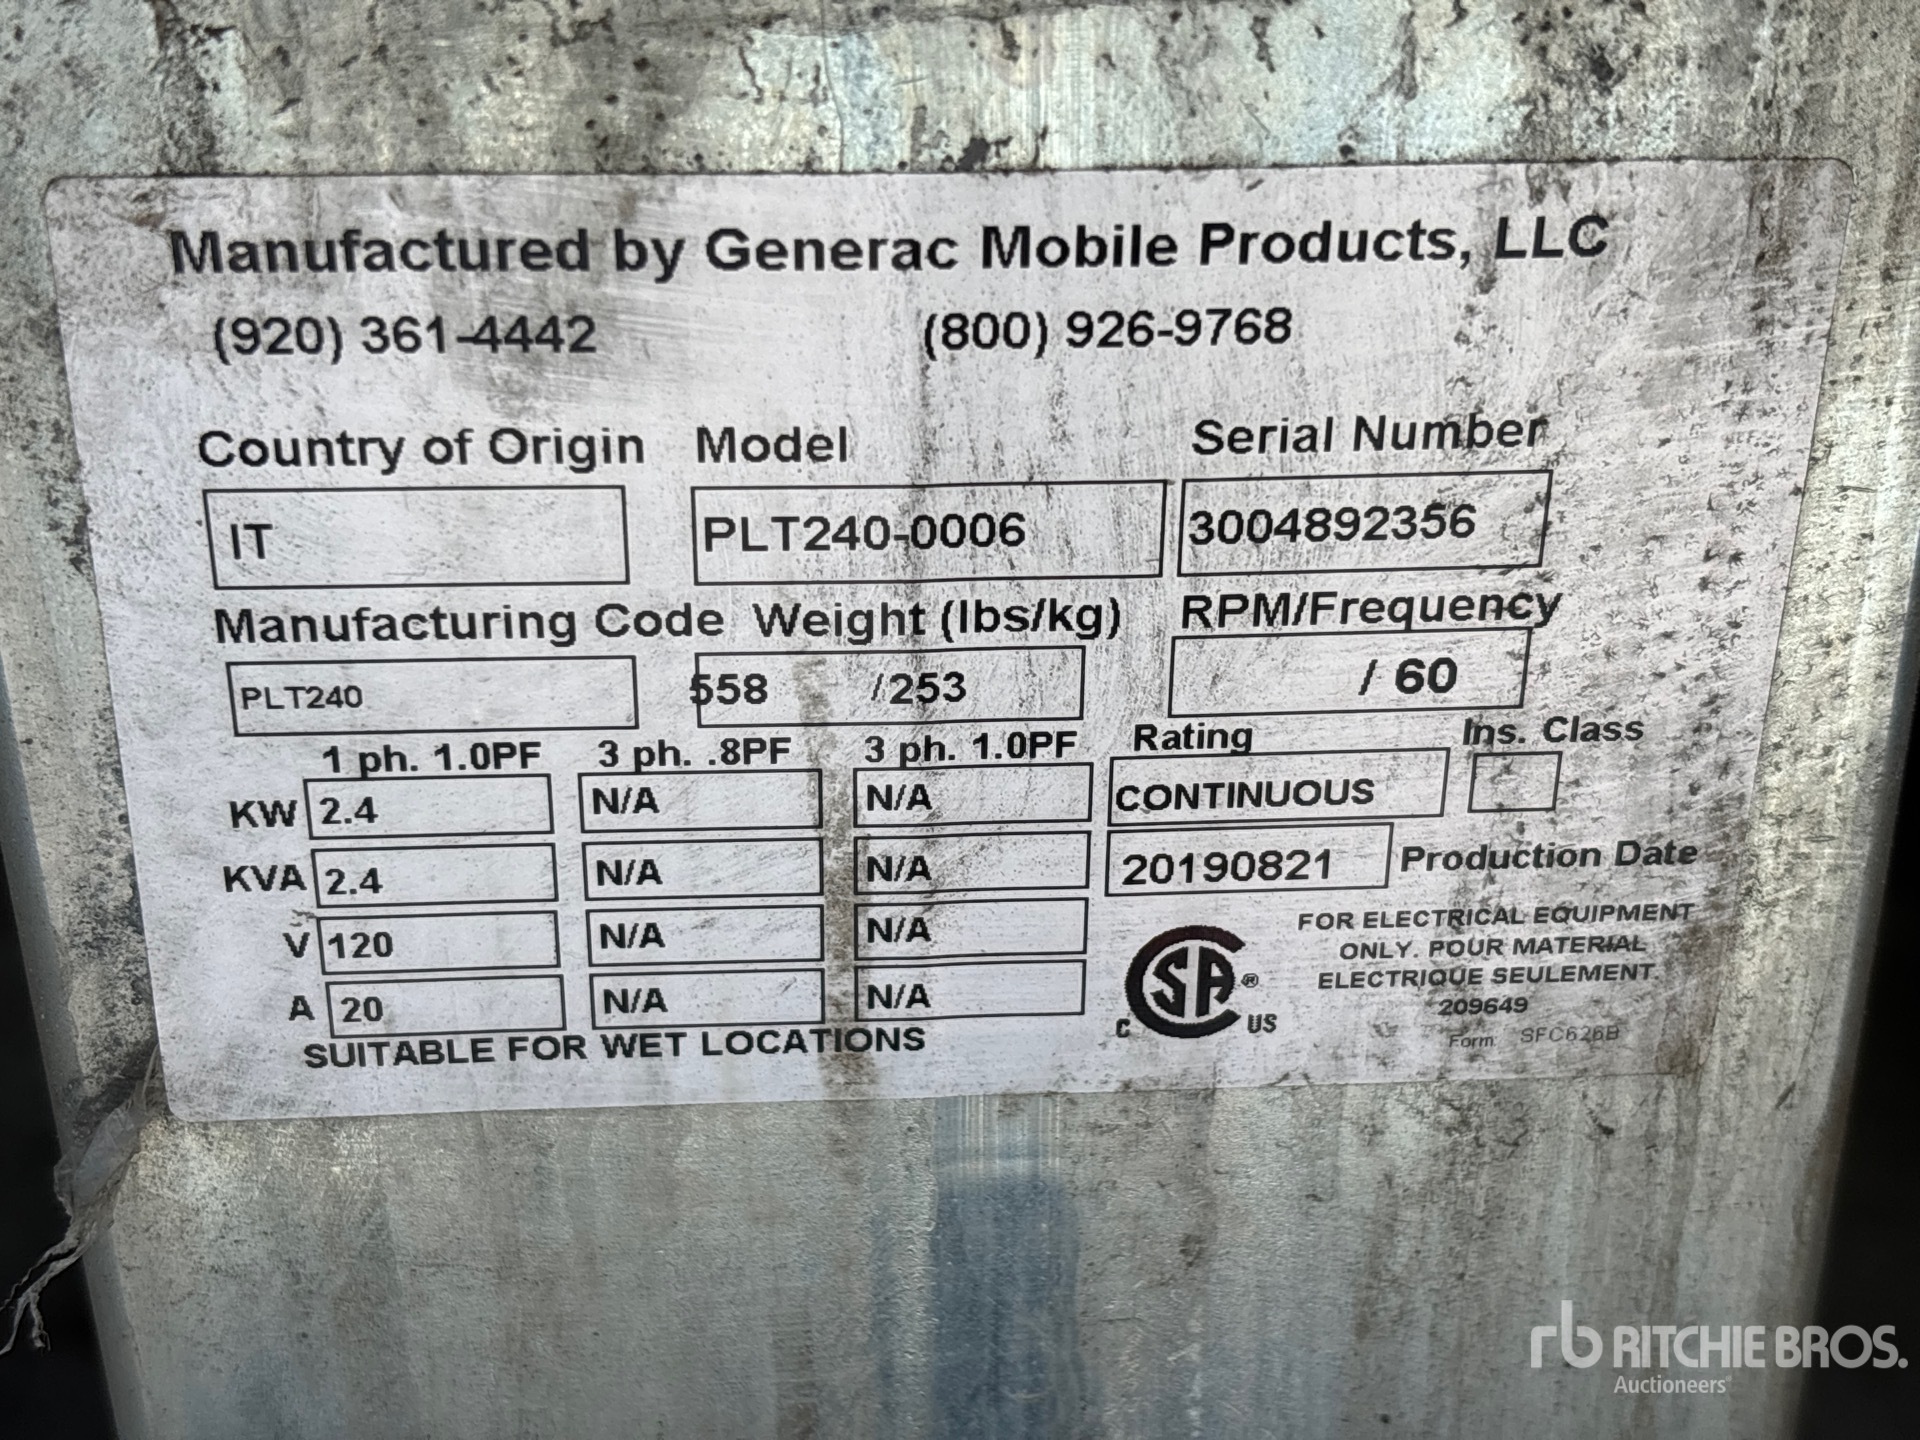 Manufactured by Generac Mobile Products, LLC
(920) 361-4442 (800) 926-9768
Country of Origin Model Serial Number
IT PLT240-0006 3004892356
Manufacturing Code Weight (lbs/kg) RPM/Frequency
PLT240 558 /253 / 60
1 ph. 1.0PF 3 ph. .8PF 3 ph. 1.0PF Rating Ins. Class
KW 2.4 N/A N/A CONTINUOUS
KVA 2.4 N/A N/A 20190821 Production Date
V 120 N/A N/A
A 20 N/A N/A
SUITABLE FOR WET LOCATIONS
C SA ® US
FOR ELECTRICAL EQUIPMENT
ONLY. POUR MATERIAL
ELECTRIQUE SEULEMENT.
209649
Form: SFC626B
rb RITCHIE BROS.
Auctioneers